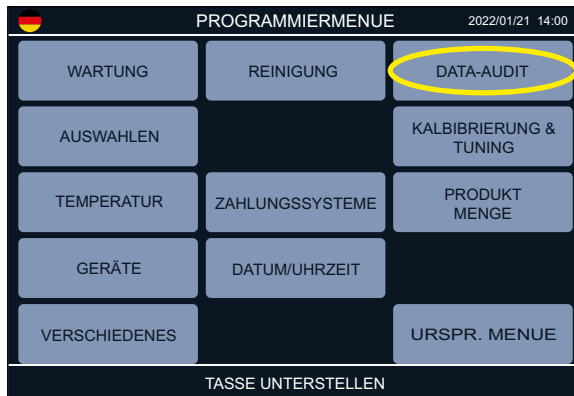 PROGRAMMIERMENUE 2022/01/21 14:00
WARTUNG REINIGUNG DATA-AUDIT
AUSWAHLEN KALBIBRIERUNG &
TUNING
TEMPERATUR ZAHLUNGSSYSTEME PRODUKT
MENGE
GERÄTE DATUM/UHRZEIT
VERSCHIEDENES URSPR. MENUE
TASSE UNTERSTELLEN